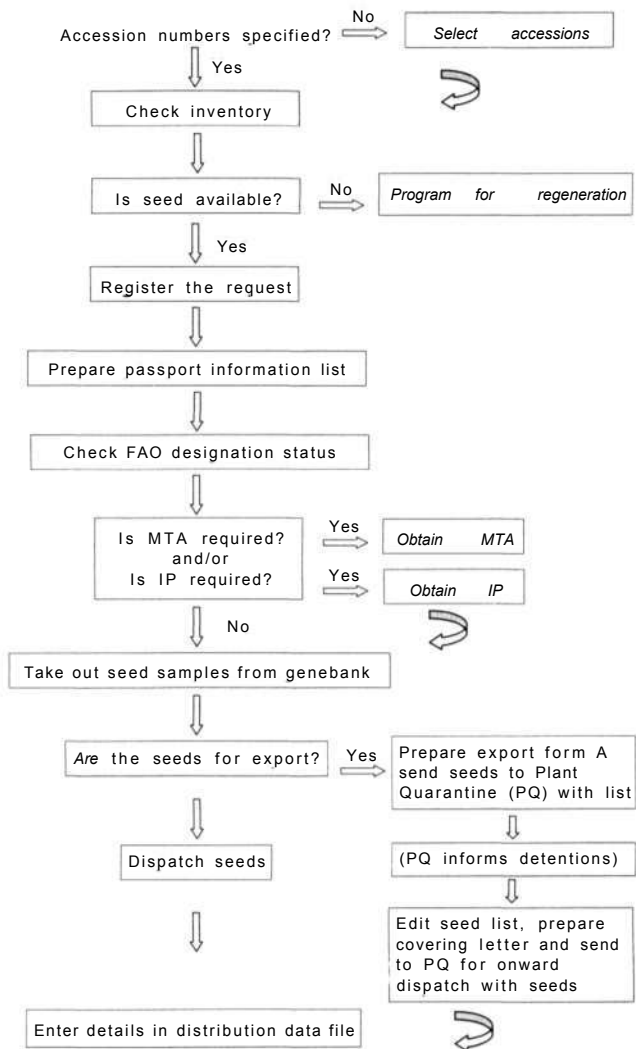 Accession numbers specified?
No
Select accessions
Yes
Check inventory
Is seed available?
No
Program for regeneration
Yes
Register the request
Prepare passport information list
Check FAO designation status
Is MTA required?
and/or
Is IP required?
Yes
Obtain MTA
Yes
Obtain IP
No
Take out seed samples from genebank
Are the seeds for export?
Yes
Prepare export form A
send seeds to Plant
Quarantine (PQ) with list
Dispatch seeds
(PQ informs detentions)
Edit seed list, prepare
covering letter and send
to PQ for onward
dispatch with seeds
Enter details in distribution data file